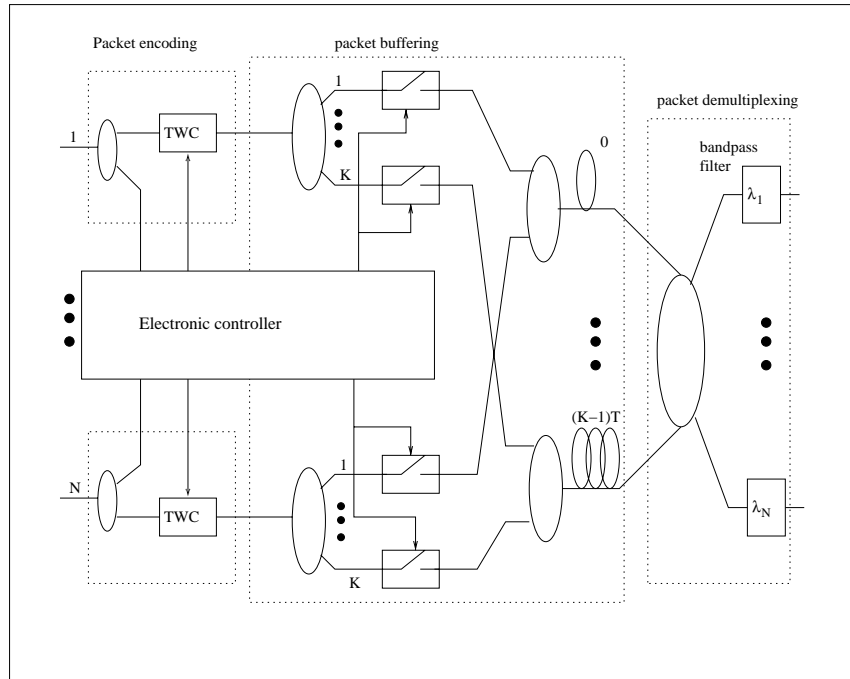 Packet encoding
packet buffering
packet demultiplexing
1
TWC
1
K
0
bandpass
filter
λ1
Electronic controller
(K−1)T
N
TWC
1
K
λN